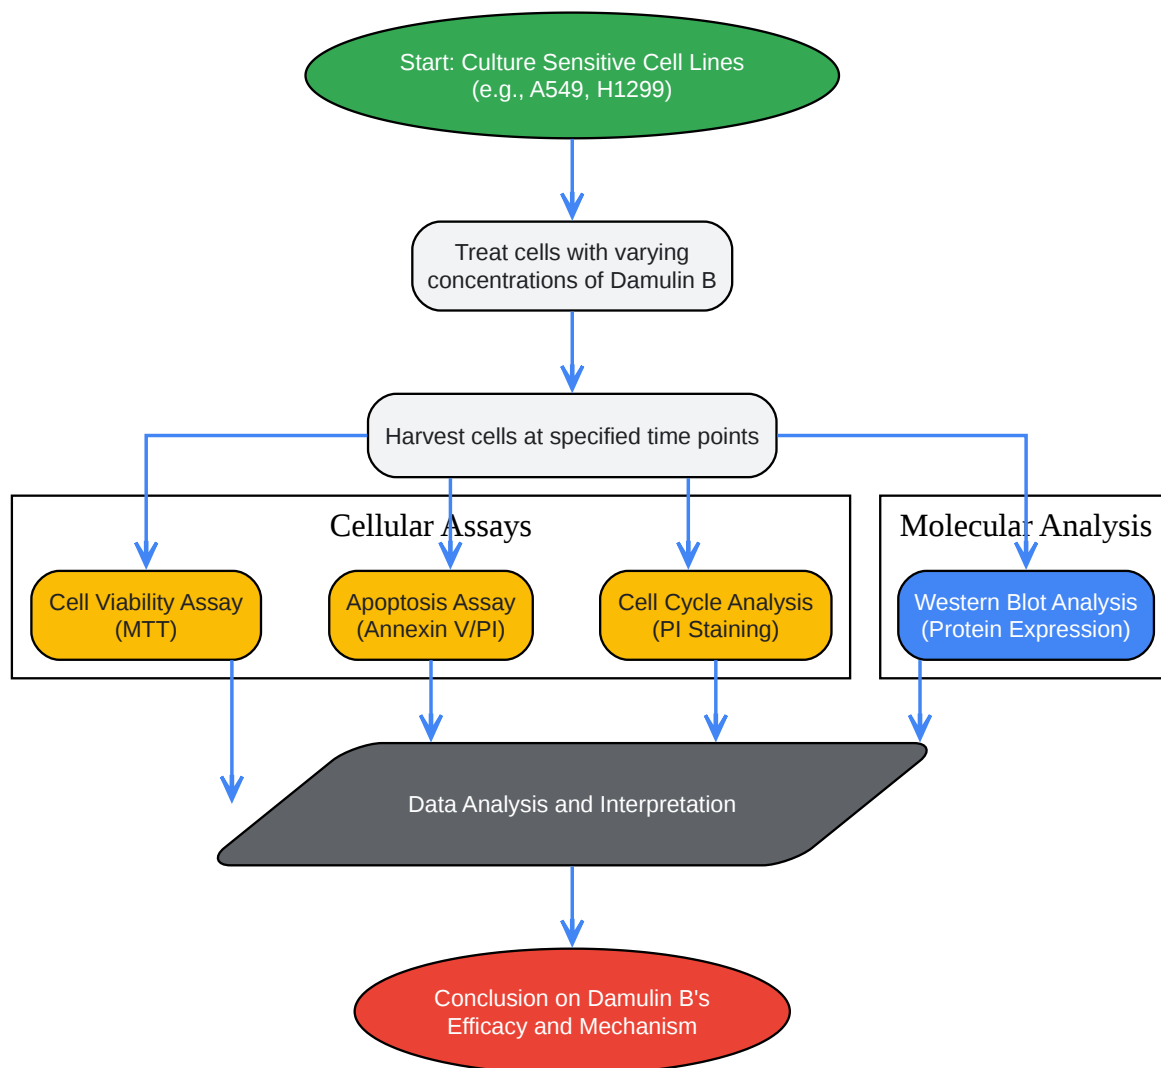 Start: Culture Sensitive Cell Lines
(e.g., A549, H1299)
Treat cells with varying
concentrations of Damulin B
Harvest cells at specified time points
Cellular Assays
Molecular Analysis
Cell Viability Assay
(MTT)
Apoptosis Assay
(Annexin V/PI)
Cell Cycle Analysis
(PI Staining)
Western Blot Analysis
(Protein Expression)
Data Analysis and Interpretation
Conclusion on Damulin B's
Efficacy and Mechanism